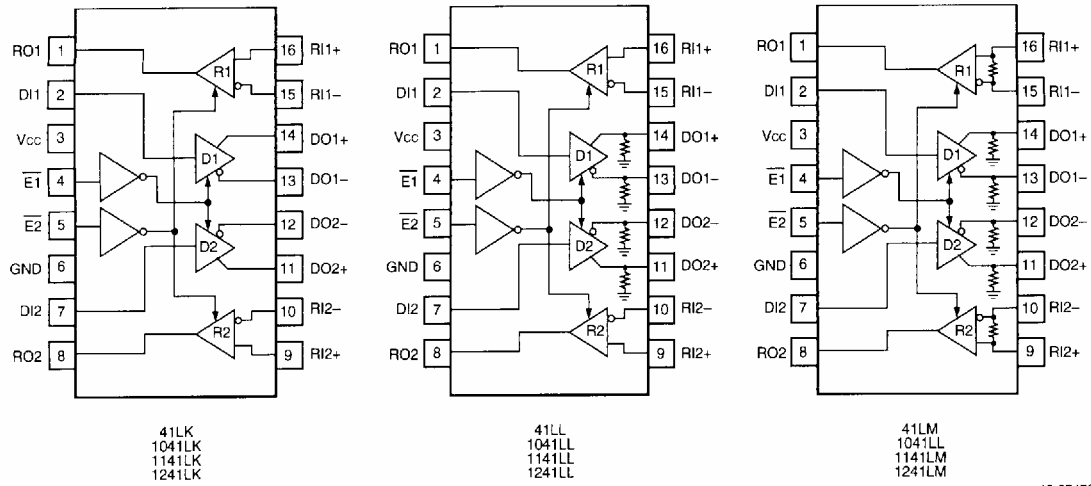 RO1 1 R1 16 RI1+
DI1 2 15 RI1−
Vcc 3 D1 14 DO1+
E1 4 13 DO1−
E2 5 D2 12 DO2−
GND 6 11 DO2+
DI2 7 R2 10 RI2−
RO2 8 9 RI2+
41LK
1041LK
1141LK
1241LK
RO1 1 R1 16 RI1+
DI1 2 15 RI1−
Vcc 3 D1 14 DO1+
E1 4 13 DO1−
E2 5 D2 12 DO2−
GND 6 11 DO2+
DI2 7 R2 10 RI2−
RO2 8 9 RI2+
41LL
1041LL
1141LL
1241LL
RO1 1 R1 16 RI1+
DI1 2 15 RI1−
Vcc 3 D1 14 DO1+
E1 4 13 DO1−
E2 5 D2 12 DO2−
GND 6 11 DO2+
DI2 7 R2 10 RI2−
RO2 8 9 RI2+
41LM
1041LL
1141LM
1241LM